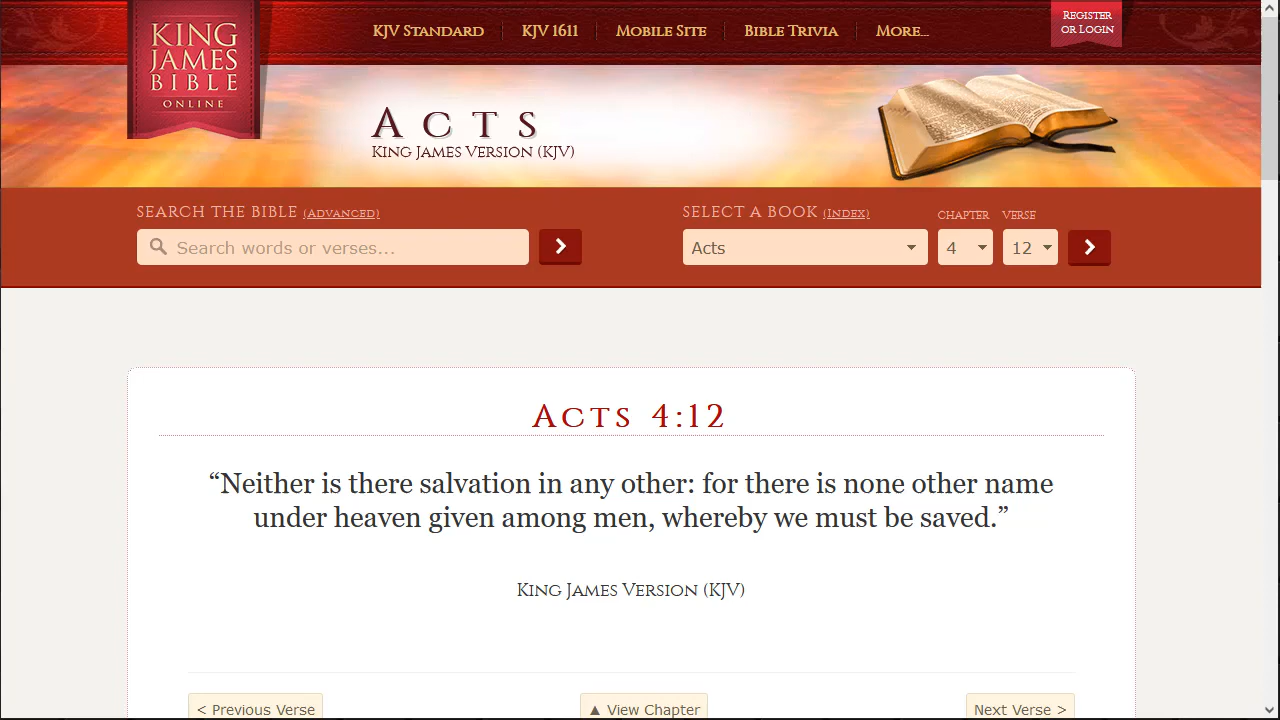 KING
JAMES
BIBLE
ONLINE
KJV Standard
KJV 1611
Mobile Site
Bible Trivia
More...
Register
or Login
Acts
King James Version (KJV)
Search the Bible (Advanced)
Search words or verses...
Select a Book (Index)
Chapter
Verse
Acts
4
12
Acts 4:12
“Neither is there salvation in any other: for there is none other name
under heaven given among men, whereby we must be saved.”
King James Version (KJV)
< Previous Verse
▲ View Chapter
Next Verse >